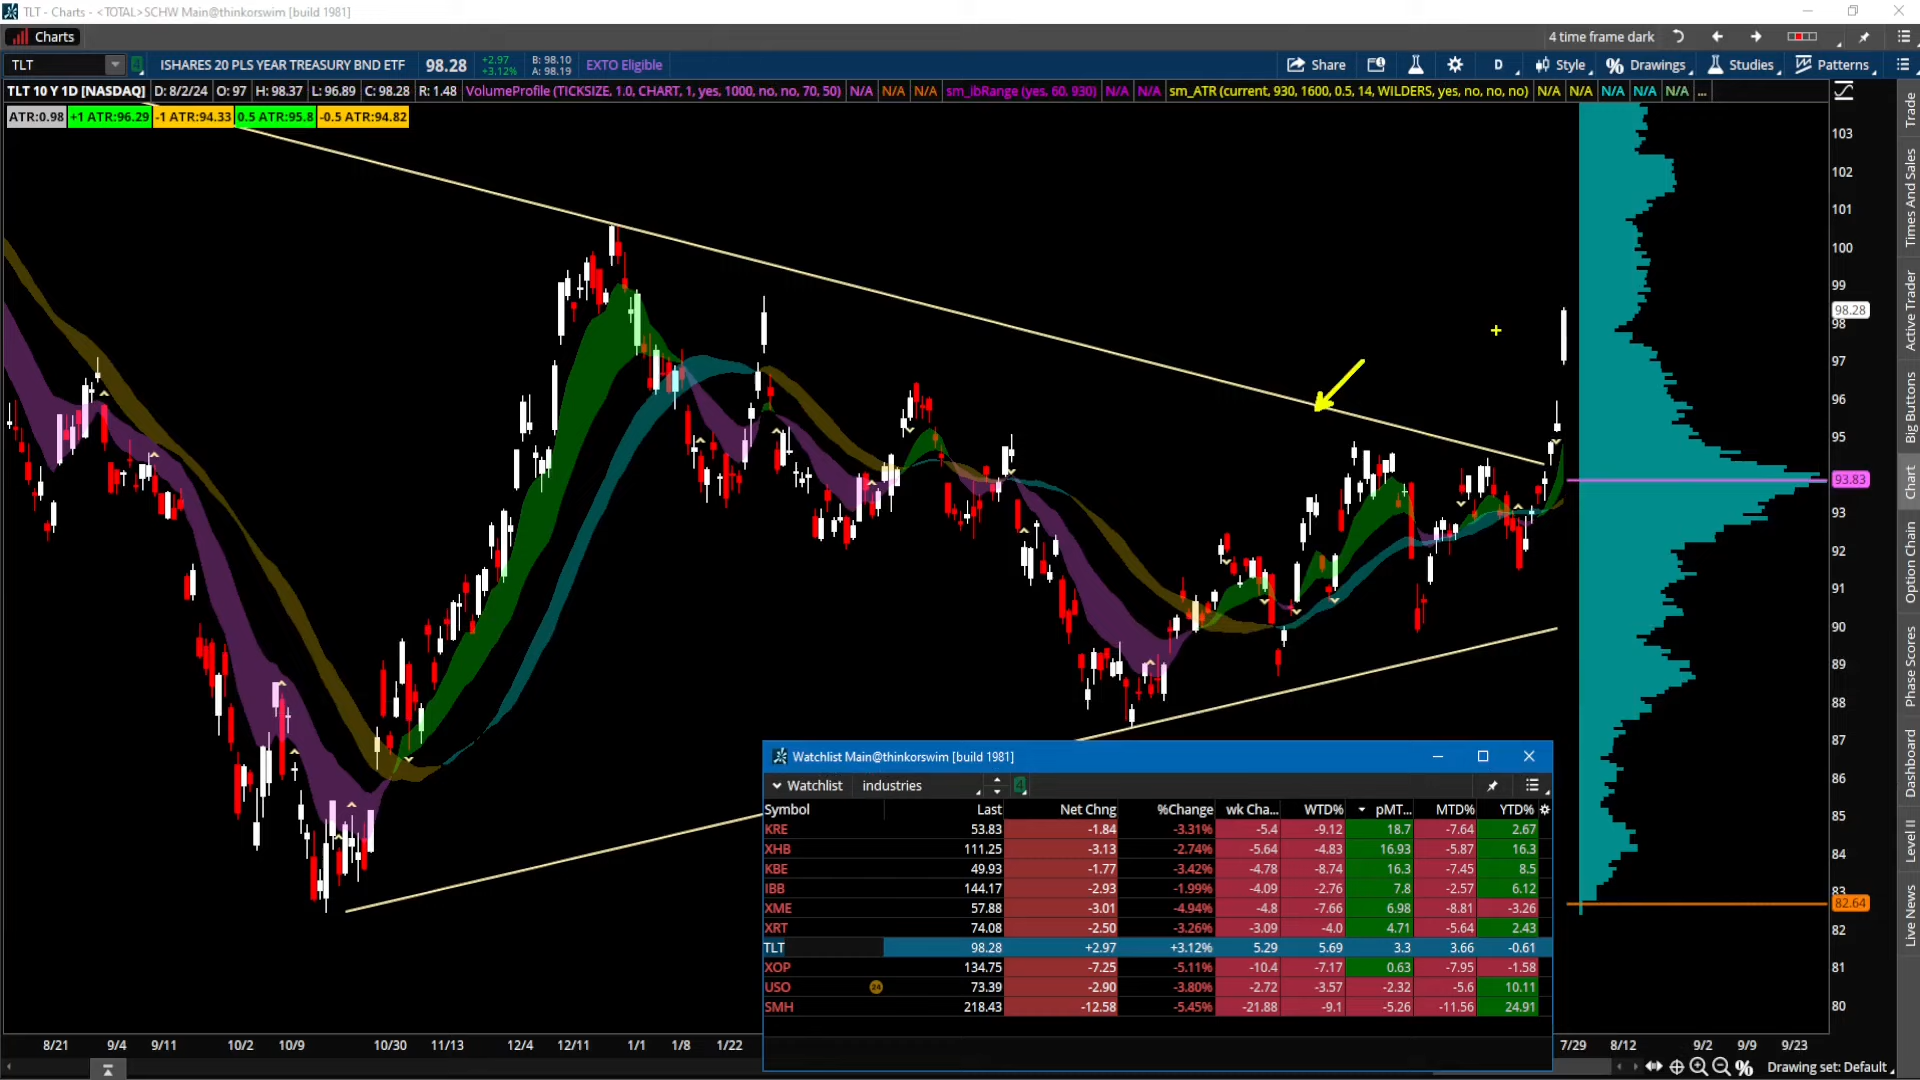 TLT - Charts - <TOTAL>SCHW Main@thinkorswim [build 1981]
Charts
4 time frame dark
TLT
ISHARES 20 PLS YEAR TREASURY BND ETF
98.28
+2.97
+3.12%
B: 98.10
A: 98.19
EXTO Eligible
Share
D
Style
Drawings
Studies
Patterns
TLT 10 Y 1D [NASDAQ] D: 8/2/24 O: 97 H: 98.37 L: 96.89 C: 98.28 R: 1.48 VolumeProfile (TICKSIZE, 1.0, CHART, 1, yes, 1000, no, no, 70, 50) N/A N/A N/A sm_ibRange (yes, 60, 930) N/A N/A sm_ATR (current, 930, 1600, 0.5, 14, WILDERS, yes, no, no, no) N/A N/A N/A N/A N/A ...
ATR:0.98 +1 ATR:96.29 -1 ATR:94.33 0.5 ATR:95.8 -0.5 ATR:94.82
103
102
101
100
99
98.28
98
97
96
95
93.83
93
92
91
90
89
88
87
86
85
84
83
82.64
82
81
80
Trade
Times And Sales
Active Trader
Big Buttons
Chart
Option Chain
Phase Scores
Dashboard
Level II
Live News
Watchlist Main@thinkorswim [build 1981]
Watchlist industries
Symbol Last Net Chng %Change wk Cha... WTD% pMT... MTD% YTD%
KRE 53.83 -1.84 -3.31% -5.4 -9.12 18.7 -7.64 2.67
XHB 111.25 -3.13 -2.74% -5.64 -4.83 16.93 -5.87 16.3
KBE 49.93 -1.77 -3.42% -4.78 -8.74 16.3 -7.45 8.5
IBB 144.17 -2.93 -1.99% -4.09 -2.76 7.8 -2.57 6.12
XME 57.88 -3.01 -4.94% -4.8 -7.66 6.98 -8.81 -3.26
XRT 74.08 -2.50 -3.26% -3.09 -4.0 4.71 -5.64 2.43
TLT 98.28 +2.97 +3.12% 5.29 5.69 3.3 3.66 -0.61
XOP 134.75 -7.25 -5.11% -10.4 -7.17 0.63 -7.95 -1.58
USO 24 73.39 -2.90 -3.80% -2.72 -3.57 -2.32 -5.6 10.11
SMH 218.43 -12.58 -5.45% -21.88 -9.1 -5.26 -11.56 24.91
8/21 9/4 9/11 10/2 10/9 10/30 11/13 12/4 12/11 1/1 1/8 1/22 7/29 8/12 9/2 9/9 9/23
Drawing set: Default